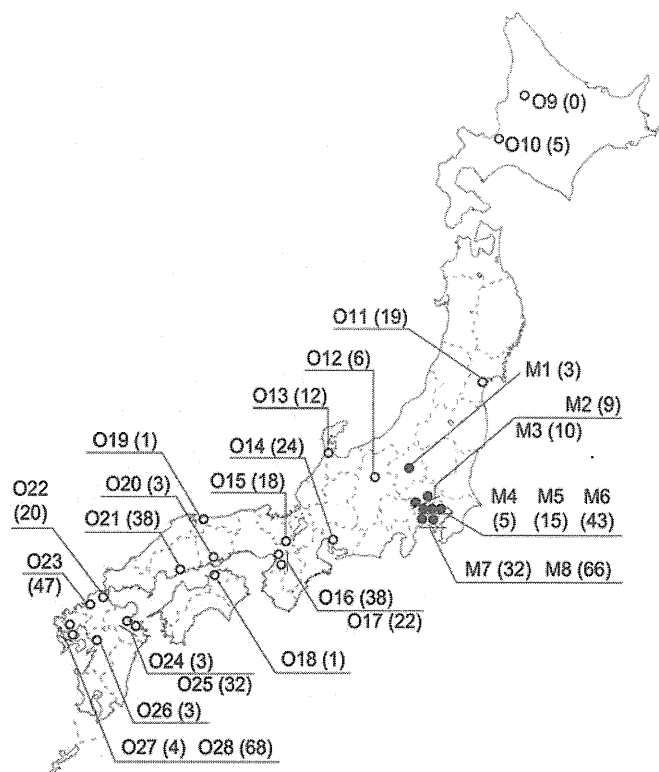 O9 (0)
O10 (5)
O11 (19)
O12 (6)
M1 (3)
M2 (9)
O13 (12)
M3 (10)
O19 (1)
O14 (24)
O20 (3)
O15 (18)
O22
(20)
M4 M5 M6
(5) (15) (43)
O21 (38)
O23
(47)
M7 (32) M8 (66)
O16 (38)
O17 (22)
O24 (3)
O18 (1)
O25 (32)
O26 (3)
O27 (4) O28 (68)